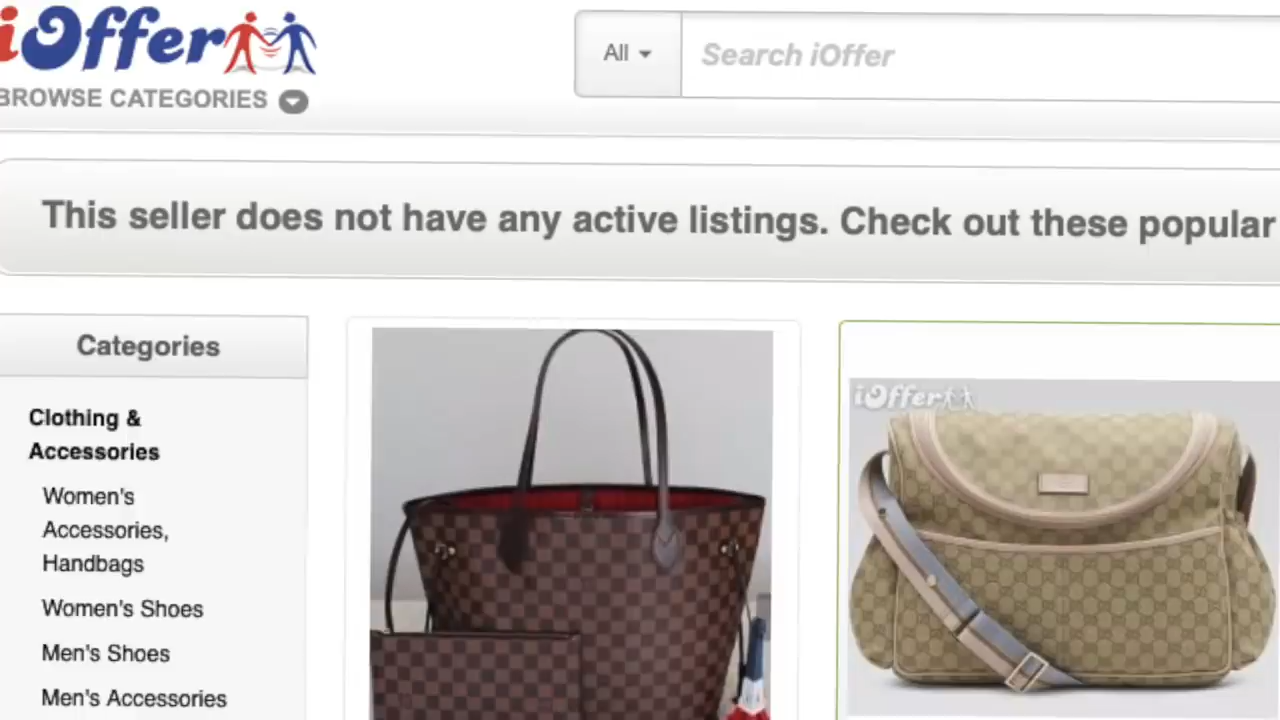 iOffer
All
Search iOffer
BROWSE CATEGORIES
This seller does not have any active listings. Check out these popular
Categories
Clothing &
Accessories
Women's
Accessories,
Handbags
Women's Shoes
Men's Shoes
Men's Accessories
iOffer